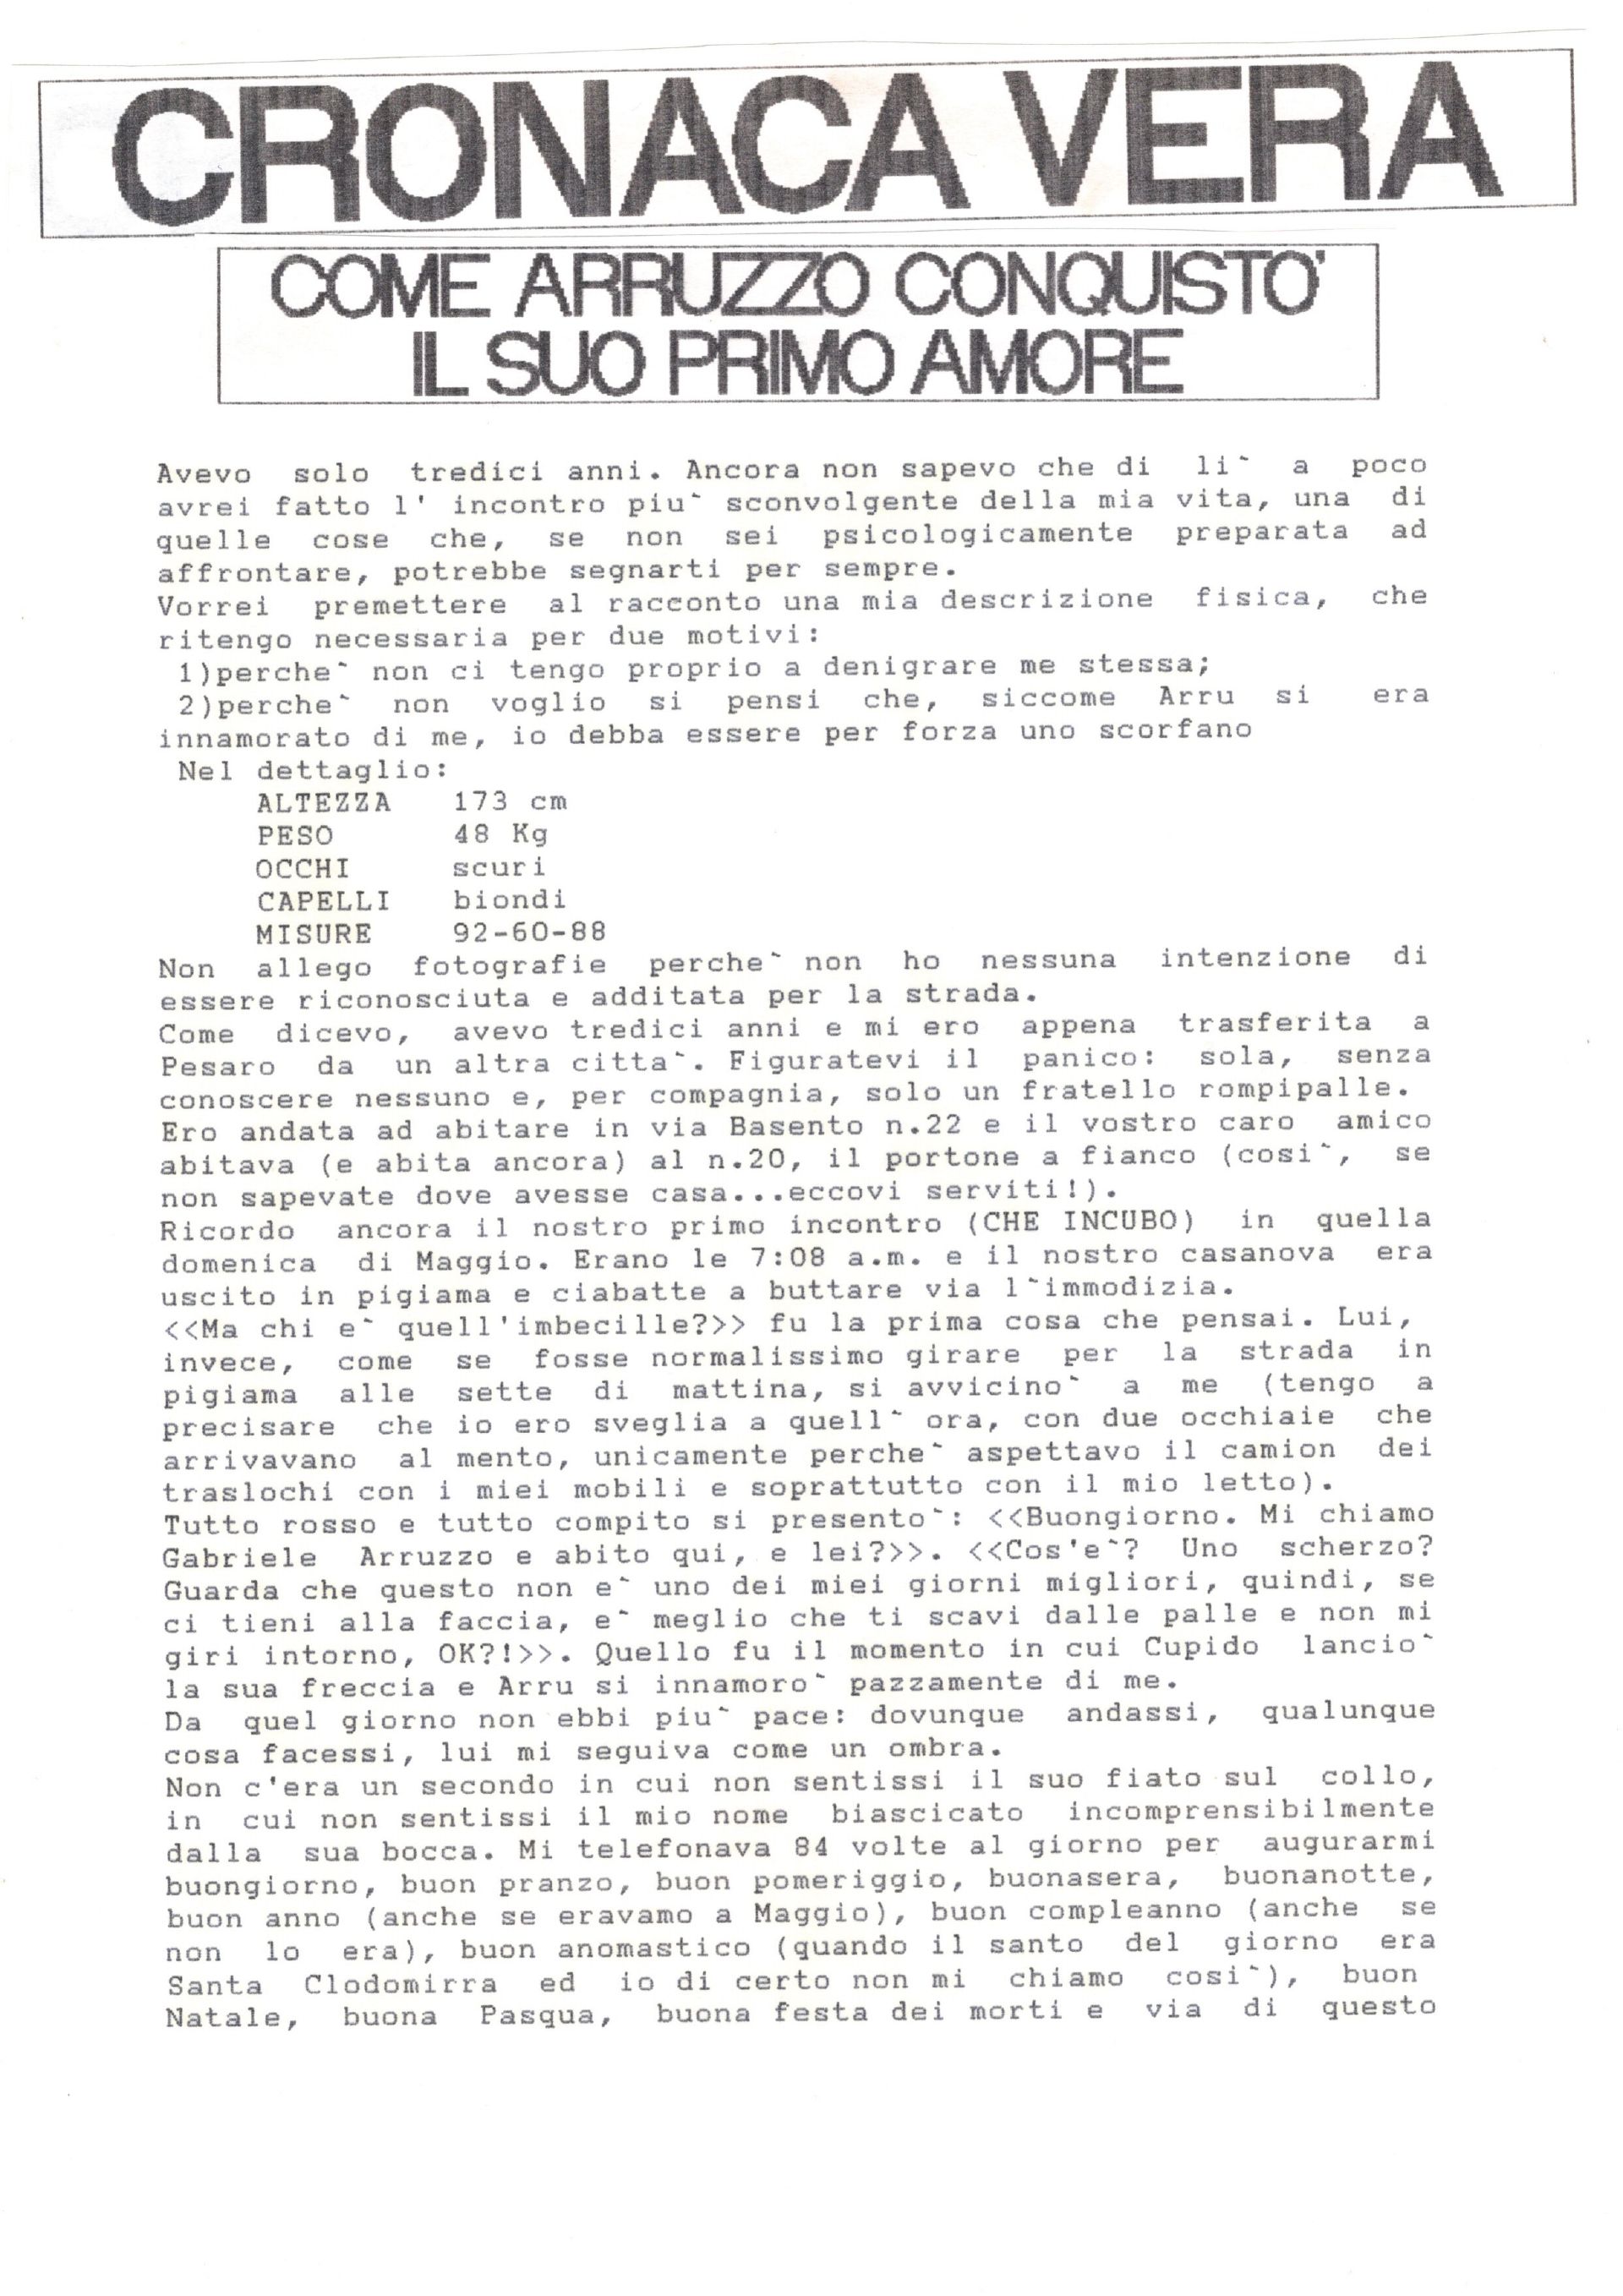 CRONACA VERA
COME ARRUZZO CONQUISTO'
IL SUO PRIMO AMORE
Avevo solo tredici anni. Ancora non sapevo che di li` a poco
avrei fatto l' incontro piu` sconvolgente della mia vita, una di
quelle cose che, se non sei psicologicamente preparata ad
affrontare, potrebbe segnarti per sempre.
Vorrei premettere al racconto una mia descrizione fisica, che
ritengo necessaria per due motivi:
1)perche` non ci tengo proprio a denigrare me stessa;
2)perche` non voglio si pensi che, siccome Arru si era
innamorato di me, io debba essere per forza uno scorfano
Nel dettaglio:
ALTEZZA 173 cm
PESO 48 Kg
OCCHI scuri
CAPELLI biondi
MISURE 92-60-88
Non allego fotografie perche` non ho nessuna intenzione di
essere riconosciuta e additata per la strada.
Come dicevo, avevo tredici anni e mi ero appena trasferita a
Pesaro da un altra citta`. Figuratevi il panico: sola, senza
conoscere nessuno e, per compagnia, solo un fratello rompipalle.
Ero andata ad abitare in via Basento n.22 e il vostro caro amico
abitava (e abita ancora) al n.20, il portone a fianco (cosi`, se
non sapevate dove avesse casa...eccovi serviti!).
Ricordo ancora il nostro primo incontro (CHE INCUBO) in quella
domenica di Maggio. Erano le 7:08 a.m. e il nostro casanova era
uscito in pigiama e ciabatte a buttare via l`immodizia.
<<Ma chi e` quell'imbecille?>> fu la prima cosa che pensai. Lui,
invece, come se fosse normalissimo girare per la strada in
pigiama alle sette di mattina, si avvicino` a me (tengo a
precisare che io ero sveglia a quell` ora, con due occhiaie che
arrivavano al mento, unicamente perche` aspettavo il camion dei
traslochi con i miei mobili e soprattutto con il mio letto).
Tutto rosso e tutto compito si presento`: <<Buongiorno. Mi chiamo
Gabriele Arruzzo e abito qui, e lei?>>. <<Cos'e`? Uno scherzo?
Guarda che questo non e` uno dei miei giorni migliori, quindi, se
ci tieni alla faccia, e` meglio che ti scavi dalle palle e non mi
giri intorno, OK?!>>. Quello fu il momento in cui Cupido lancio`
la sua freccia e Arru si innamoro` pazzamente di me.
Da quel giorno non ebbi piu` pace: dovunque andassi, qualunque
cosa facessi, lui mi seguiva come un ombra.
Non c'era un secondo in cui non sentissi il suo fiato sul collo,
in cui non sentissi il mio nome biascicato incomprensibilmente
dalla sua bocca. Mi telefonava 84 volte al giorno per augurarmi
buongiorno, buon pranzo, buon pomeriggio, buonasera, buonanotte,
buon anno (anche se eravamo a Maggio), buon compleanno (anche se
non lo era), buon anomastico (quando il santo del giorno era
Santa Clodomirra ed io di certo non mi chiamo cosi`), buon
Natale, buona Pasqua, buona festa dei morti e via di questo